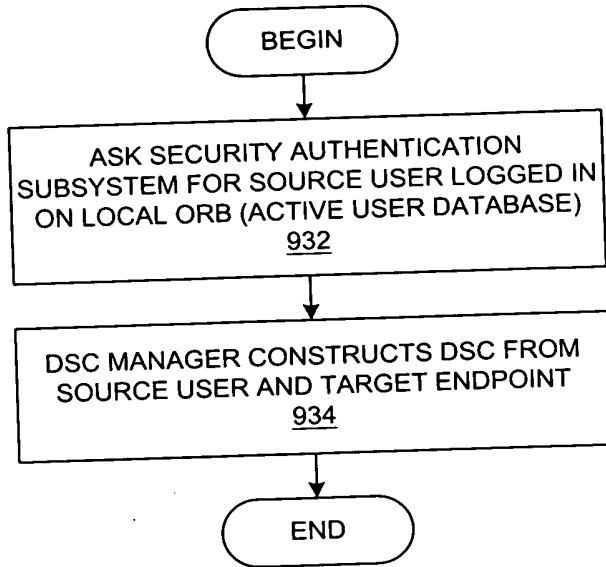 BEGIN
ASK SECURITY AUTHENTICATION
SUBSYSTEM FOR SOURCE USER LOGGED IN
ON LOCAL ORB (ACTIVE USER DATABASE)
932
DSC MANAGER CONSTRUCTS DSC FROM
SOURCE USER AND TARGET ENDPOINT
934
END